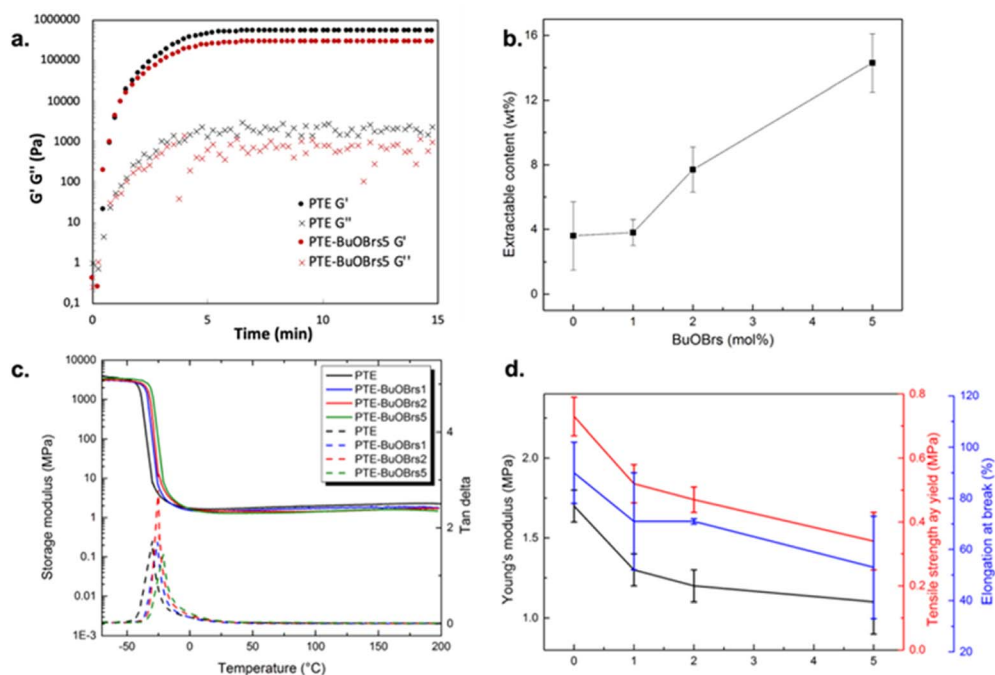 a.
1000000
100000
10000
1000
100
10
1
0,1
G' G'' (Pa)
0
5
10
15
Time (min)
PTE G'
PTE G''
PTE-BuOBrs5 G'
PTE-BuOBrs5 G''
b.
16
12
8
4
0
Extractable content (wt%)
0
1
2
3
4
5
BuOBrs (mol%)
c.
10000
1000
100
10
1
0.1
0.01
1E-3
Storage modulus (MPa)
-50
0
50
100
150
200
Temperature (°C)
4
2
0
Tan delta
PTE
PTE-BuOBrs1
PTE-BuOBrs2
PTE-BuOBrs5
PTE
PTE-BuOBrs1
PTE-BuOBrs2
PTE-BuOBrs5
d.
2.0
1.5
1.0
Young's modulus (MPa)
0
1
2
3
4
5
BuOBrs (mol%)
0.8
0.6
0.4
0.2
0.0
Tensile strength ay yield (MPa)
120
100
80
60
40
20
Elongation at break (%)